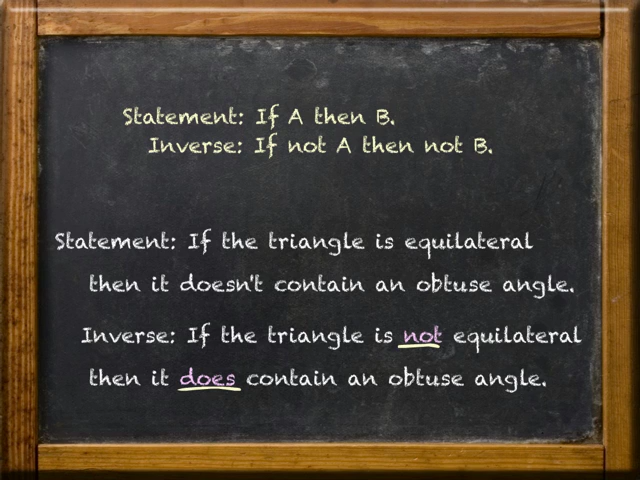 Statement: If A then B.
Inverse: If not A then not B.
Statement: If the triangle is equilateral
then it doesn't contain an obtuse angle.
Inverse: If the triangle is not equilateral
then it does contain an obtuse angle.